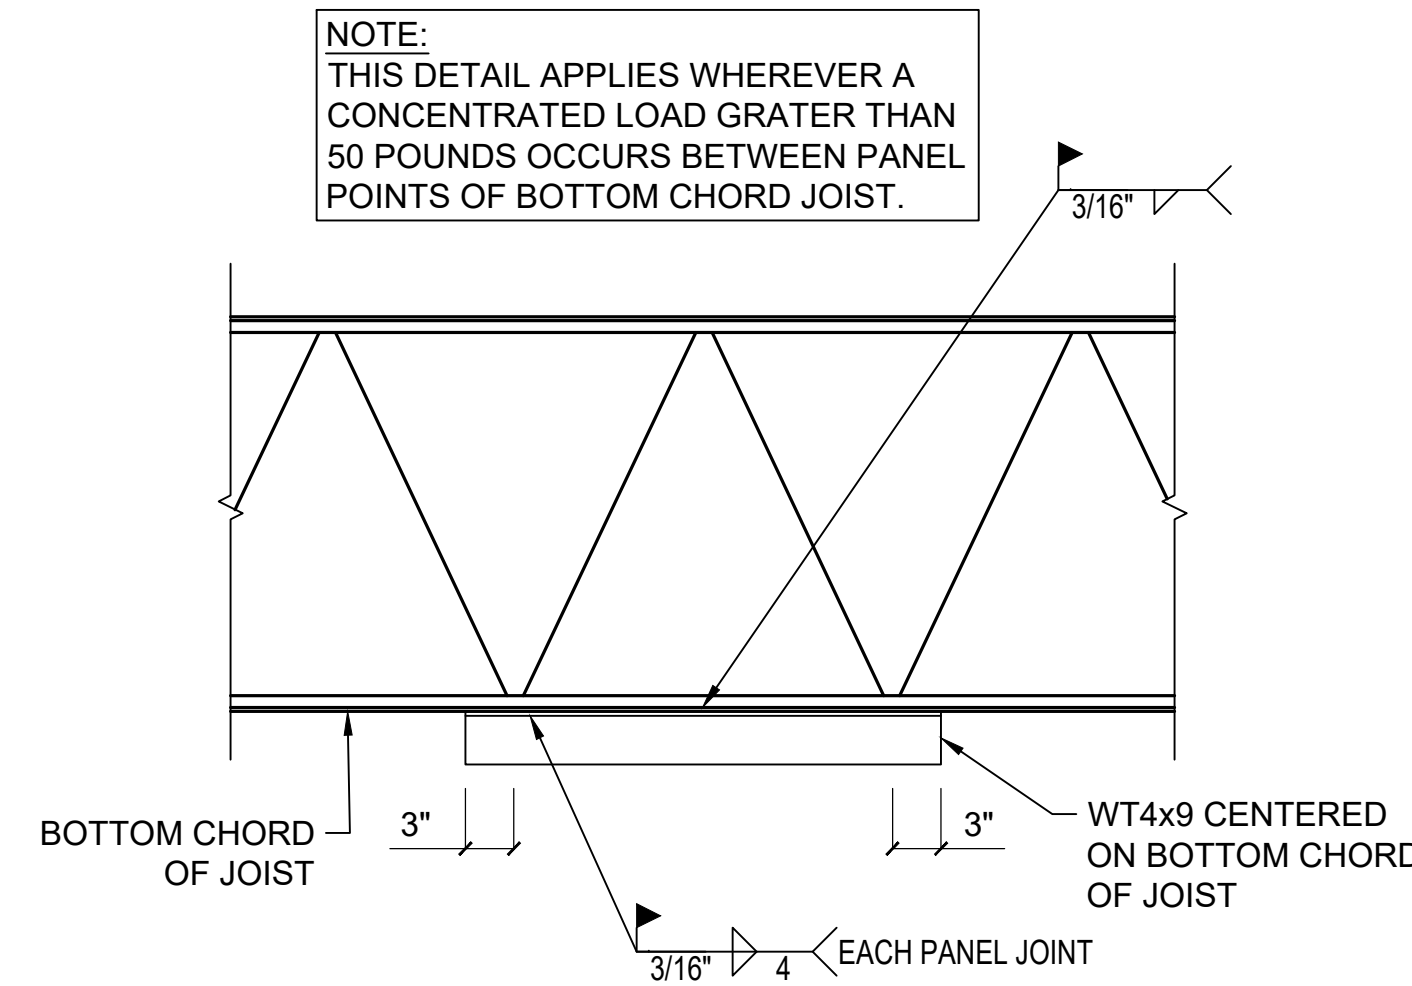 NOTE:
THIS DETAIL APPLIES WHEREVER A
CONCENTRATED LOAD GRATER THAN
50 POUNDS OCCURS BETWEEN PANEL
POINTS OF BOTTOM CHORD JOIST.
3/16"
BOTTOM CHORD
OF JOIST
3"
3"
WT4x9 CENTERED
ON BOTTOM CHORD
OF JOIST
3/16" 4 EACH PANEL JOINT